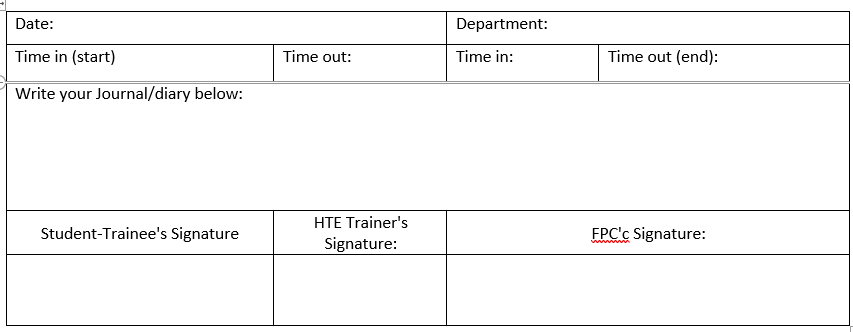 Date:
Department:
Time in (start)
Time out:
Time in:
Time out (end):
Write your Journal/diary below:
Student-Trainee's Signature
HTE Trainer's
Signature:
FPC'c Signature: